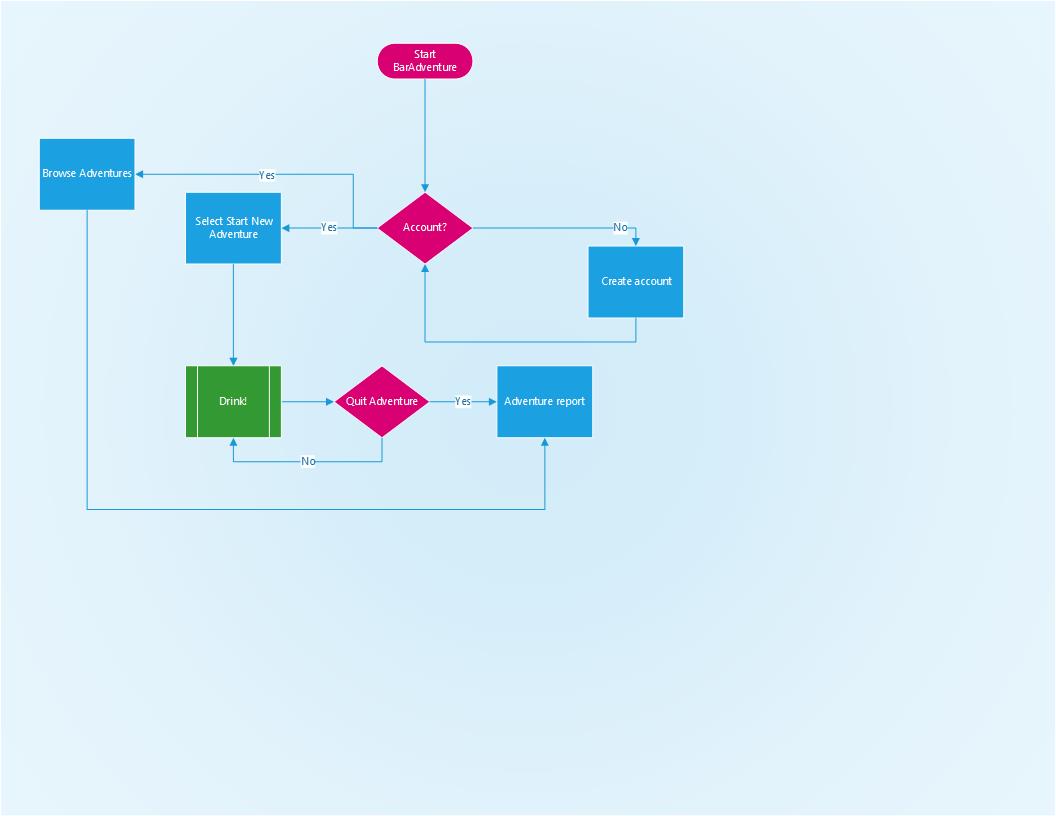 Start
BarAdventure
Browse Adventures
Yes
Select Start New
Adventure
Yes
Account?
No
Create account
Drink!
Quit Adventure
Yes
Adventure report
No